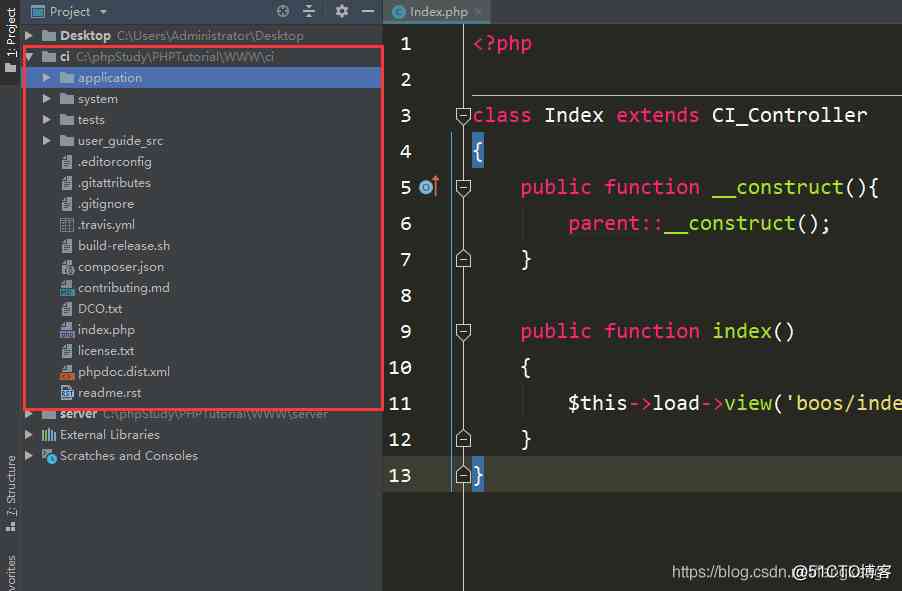 1: Project
Project
Desktop C:\Users\Administrator\Desktop
ci C:\phpStudy\PHPTutorial\WWW\ci
application
system
tests
user_guide_src
.editorconfig
.gitattributes
.gitignore
.travis.yml
build-release.sh
composer.json
contributing.md
DCO.txt
index.php
license.txt
phpdoc.dist.xml
readme.rst
server C:\phpStudy\PHPTutorial\WWW\server
External Libraries
Scratches and Consoles
7: Structure
vorites
Index.php
1 <?php
2
3 class Index extends CI_Controller
4 {
5 public function __construct(){
6 parent::__construct();
7 }
8
9 public function index()
10 {
11 $this->load->view('boos/inde
12 }
13 }
https://blog.csdn.n
@51CTO博客